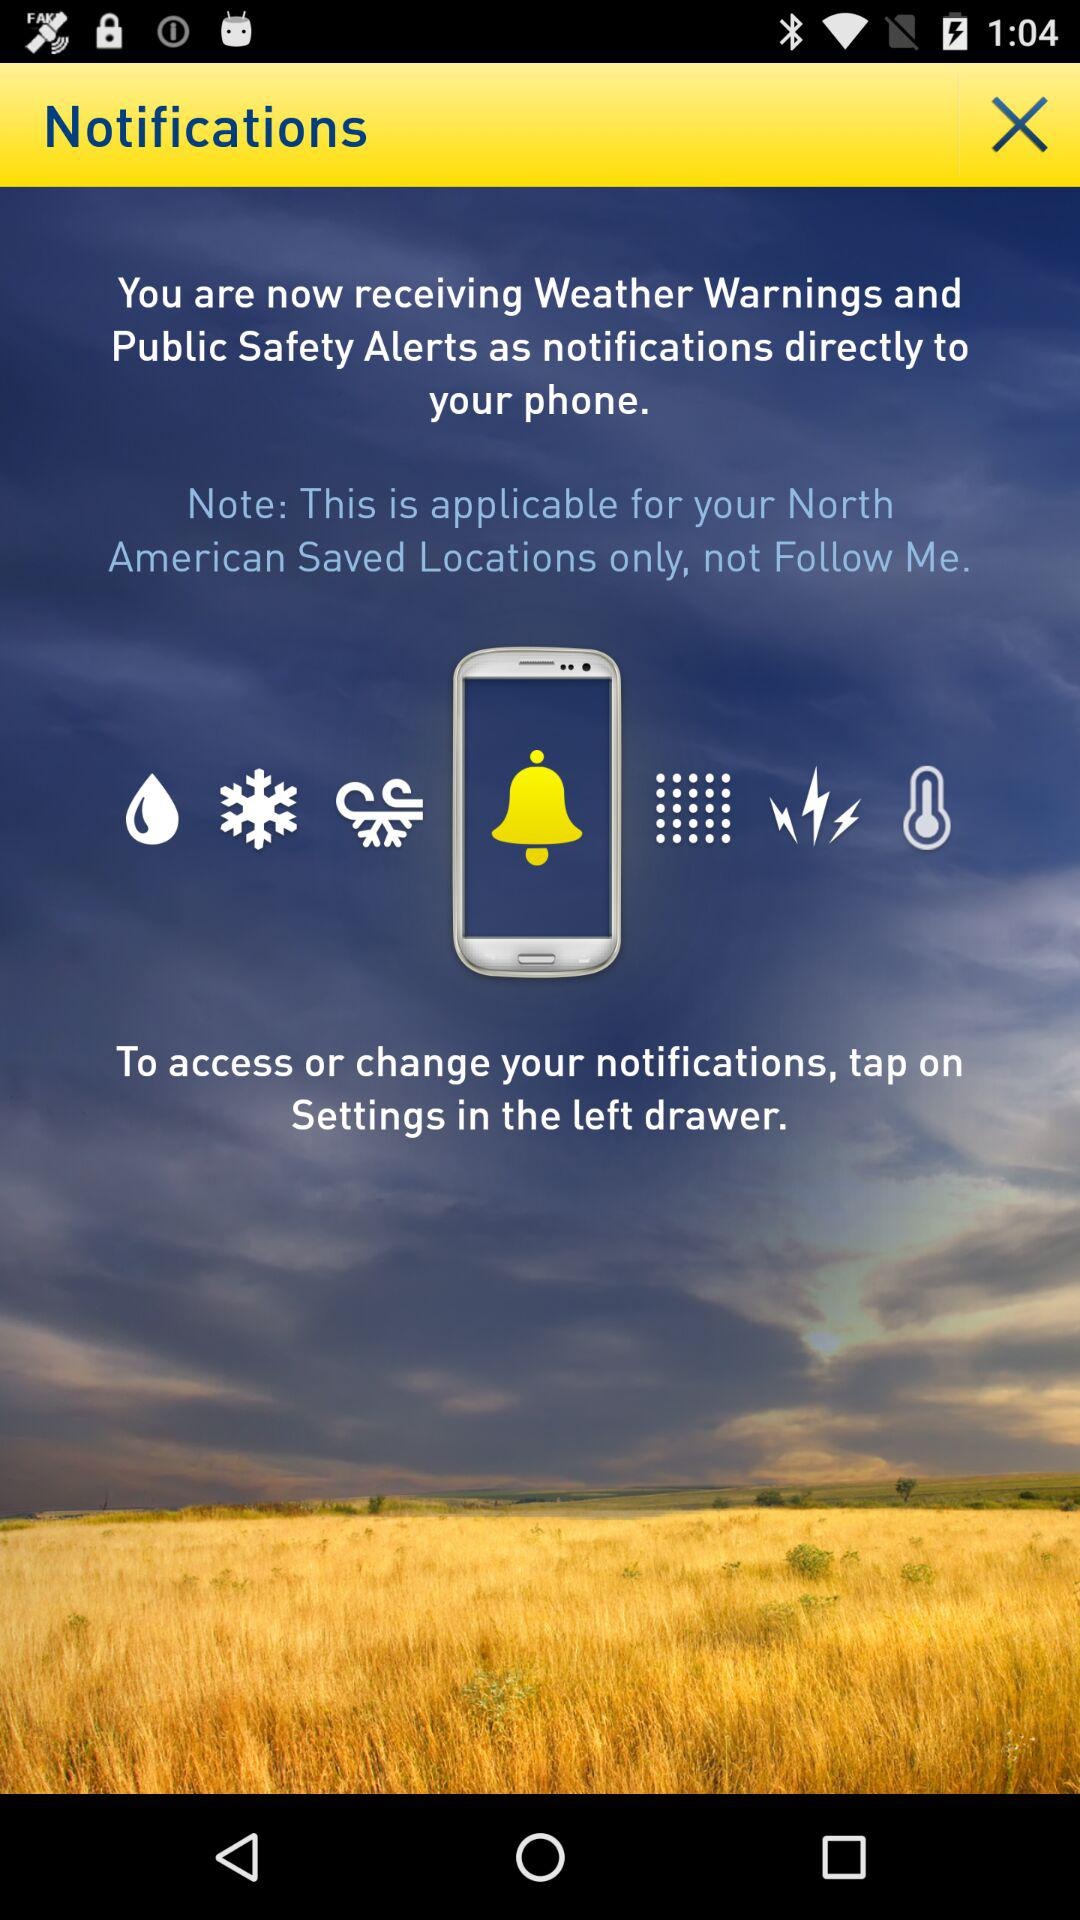 FAKE
1:04
Notifications
You are now receiving Weather Warnings and
Public Safety Alerts as notifications directly to
your phone.
Note: This is applicable for your North
American Saved Locations only, not Follow Me.
To access or change your notifications, tap on
Settings in the left drawer.